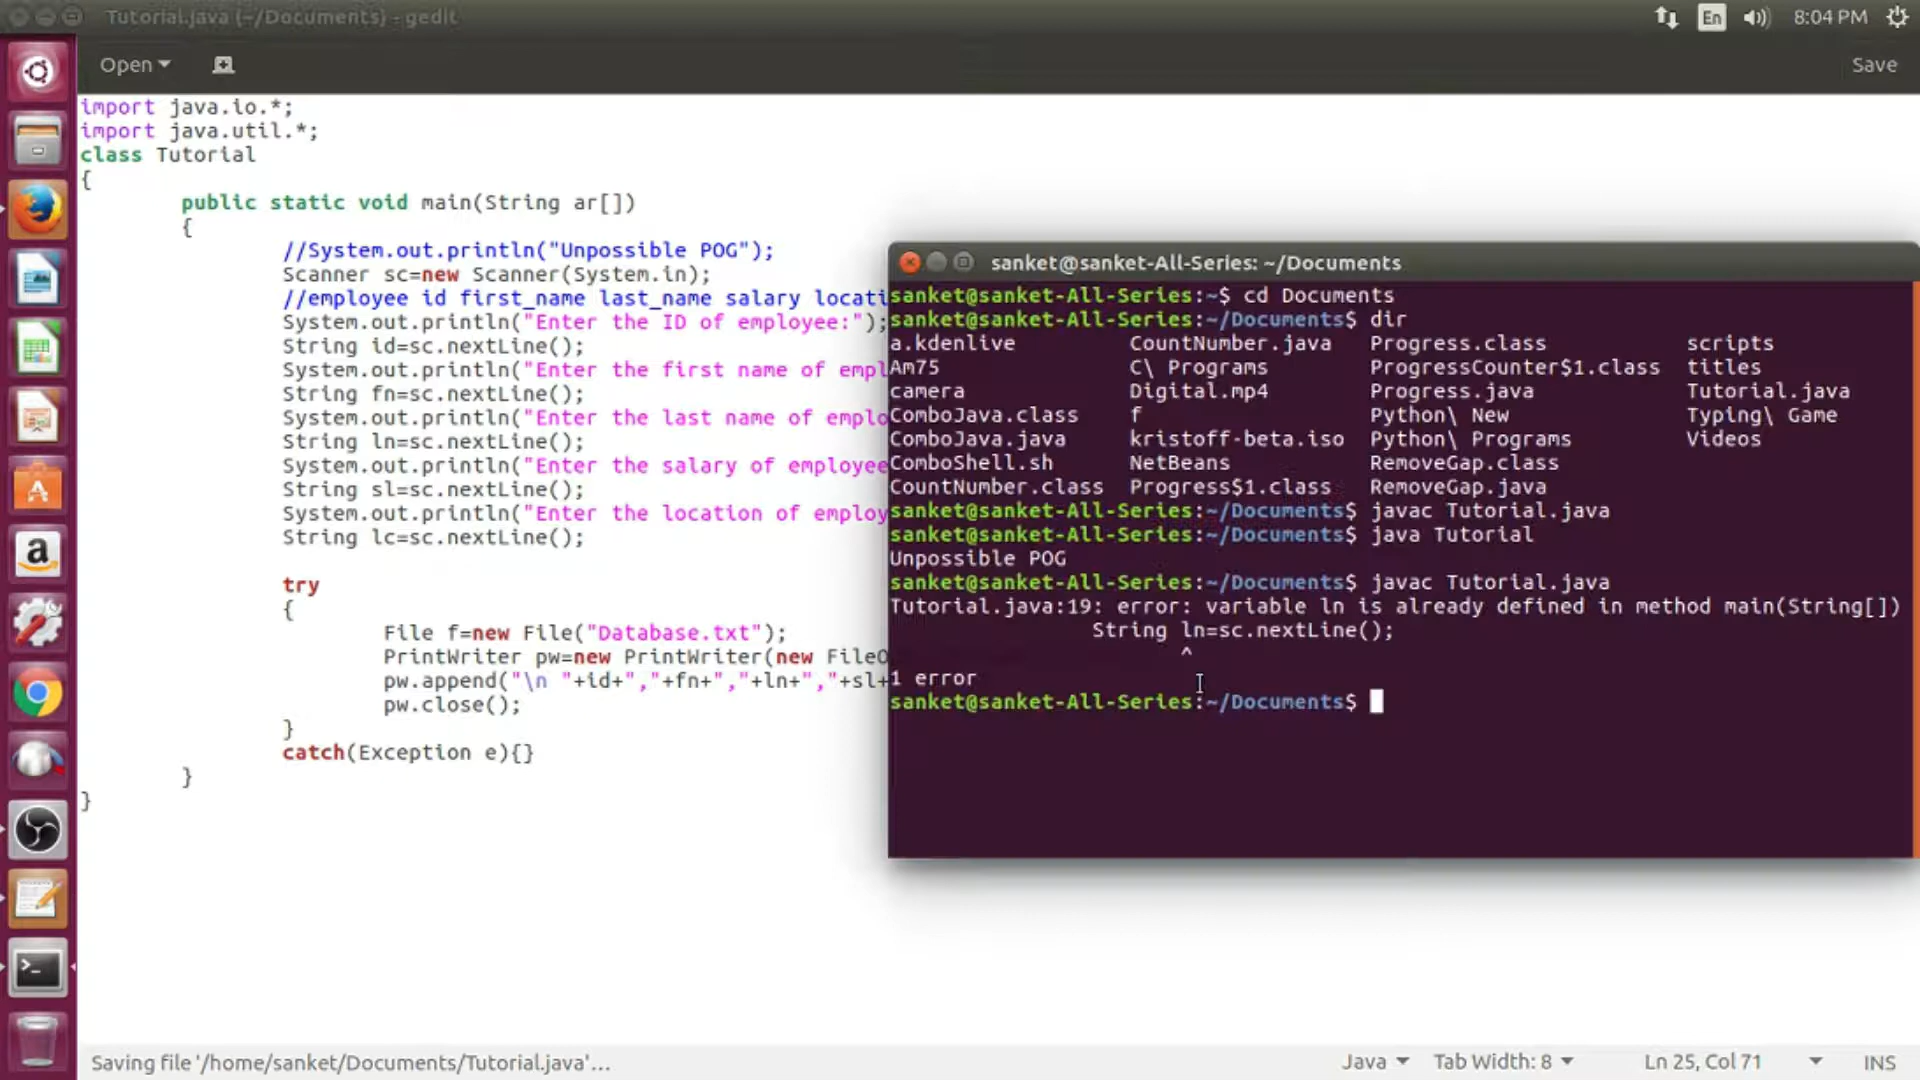 Tutorial.java (~/Documents) - gedit
En
8:04 PM
Open
Save
import java.io.*;
import java.util.*;
class Tutorial
{
public static void main(String ar[])
{
//System.out.println("Unpossible POG");
Scanner sc=new Scanner(System.in);
//employee id first_name last_name salary locati
System.out.println("Enter the ID of employee:");
String id=sc.nextLine();
System.out.println("Enter the first name of empl
String fn=sc.nextLine();
System.out.println("Enter the last name of emplo
String ln=sc.nextLine();
System.out.println("Enter the salary of employee
String sl=sc.nextLine();
System.out.println("Enter the location of employ
String lc=sc.nextLine();
try
{
File f=new File("Database.txt");
PrintWriter pw=new PrintWriter(new FileO
pw.append("\n "+id+","+fn+","+ln+","+sl+
pw.close();
}
catch(Exception e){}
}
}
sanket@sanket-All-Series: ~/Documents
sanket@sanket-All-Series:~$ cd Documents
sanket@sanket-All-Series:~/Documents$ dir
a.kdenlive CountNumber.java Progress.class scripts
Am75 C\ Programs ProgressCounter$1.class titles
camera Digital.mp4 Progress.java Tutorial.java
ComboJava.class f Python\ New Typing\ Game
ComboJava.java kristoff-beta.iso Python\ Programs Videos
ComboShell.sh NetBeans RemoveGap.class
CountNumber.class Progress$1.class RemoveGap.java
sanket@sanket-All-Series:~/Documents$ javac Tutorial.java
sanket@sanket-All-Series:~/Documents$ java Tutorial
Unpossible POG
sanket@sanket-All-Series:~/Documents$ javac Tutorial.java
Tutorial.java:19: error: variable ln is already defined in method main(String[])
String ln=sc.nextLine();
^
1 error
sanket@sanket-All-Series:~/Documents$
Saving file '/home/sanket/Documents/Tutorial.java'...
Java
Tab Width: 8
Ln 25, Col 71
INS